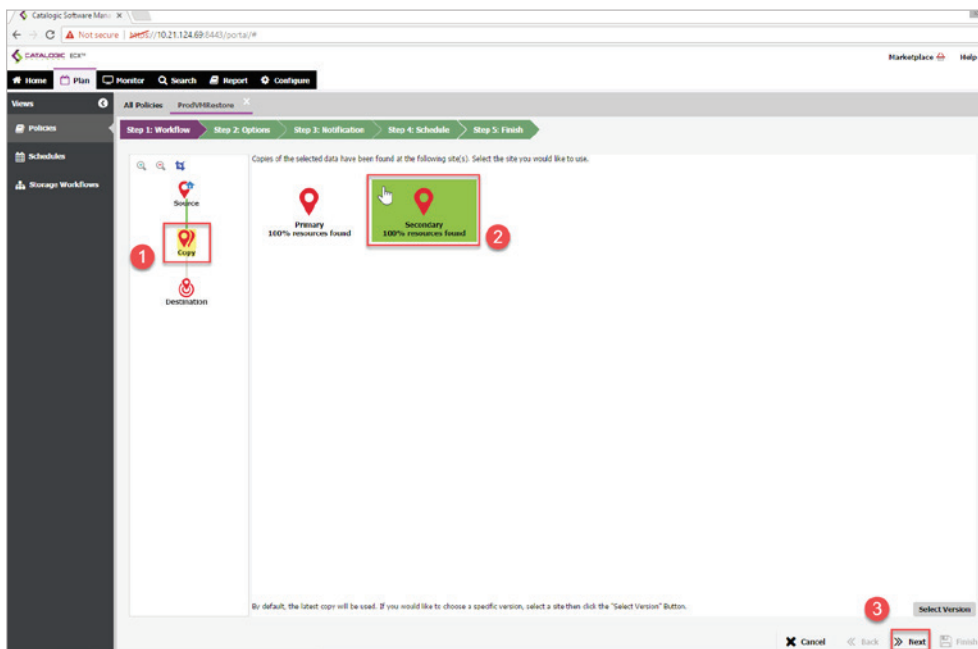 Catalogic Software Mana
Not secure | https://10.21.124.69:8443/portal/#
CATALOGIC ECX™
Marketplace Help
Home Plan Monitor Search Report Configure
Views
All Policies ProdVMRestore
Policies
Step 1: Workflow Step 2: Options Step 3: Notification Step 4: Schedule Step 5: Finish
Schedules
Copies of the selected data have been found at the following site(s). Select the site you would like to use.
Storage Workflows
Source
Primary
100% resources found
Secondary
100% resources found
2
Copy
1
Destination
By default, the latest copy will be used. If you would like to choose a specific version, select a site then click the "Select Version" Button.
3
Select Version
Cancel Back Next Finish